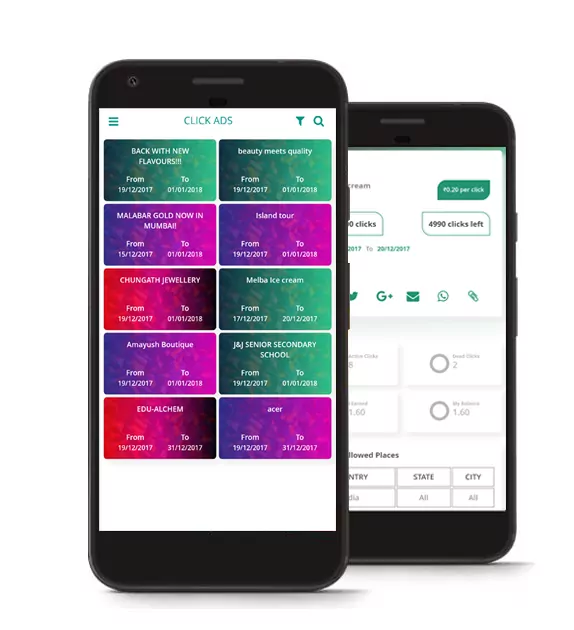 CLICK ADS
BACK WITH NEW
FLAVOURS!!!
From To
19/12/2017 01/01/2018
beauty meets quality
From To
19/12/2017 01/01/2018
MALABAR GOLD NOW IN
MUMBAI!
From To
15/12/2017 01/01/2018
Island tour
From To
19/12/2017 01/01/2018
CHUNGATH JEWELLERY
From To
19/12/2017 01/01/2018
Melba Ice cream
From To
17/12/2017 20/12/2017
Amayush Boutique
From To
19/12/2017 01/01/2018
J&J SENIOR SECONDARY
SCHOOL
From To
19/12/2017 01/01/2018
EDU-ALCHEM
From To
19/12/2017 31/12/2017
acer
From To
19/12/2017 31/12/2017
cream
₹0.20 per click
0 clicks
4990 clicks left
2017 To 20/12/2017
G+
Clicks
8
Clicks
2
Earned
1.60
My Balance
1.60
llowed Places
NTRY STATE CITY
dia All All